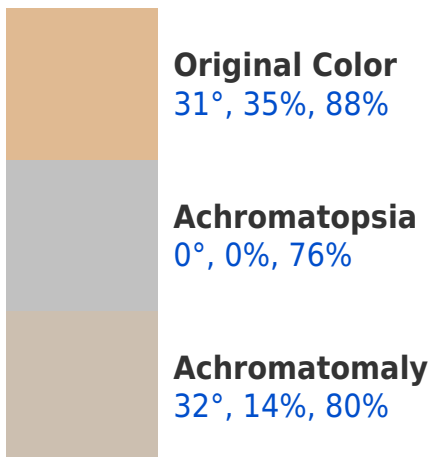 Original Color
31°, 35%, 88%
Achromatopsia
0°, 0%, 76%
Achromatomaly
32°, 14%, 80%